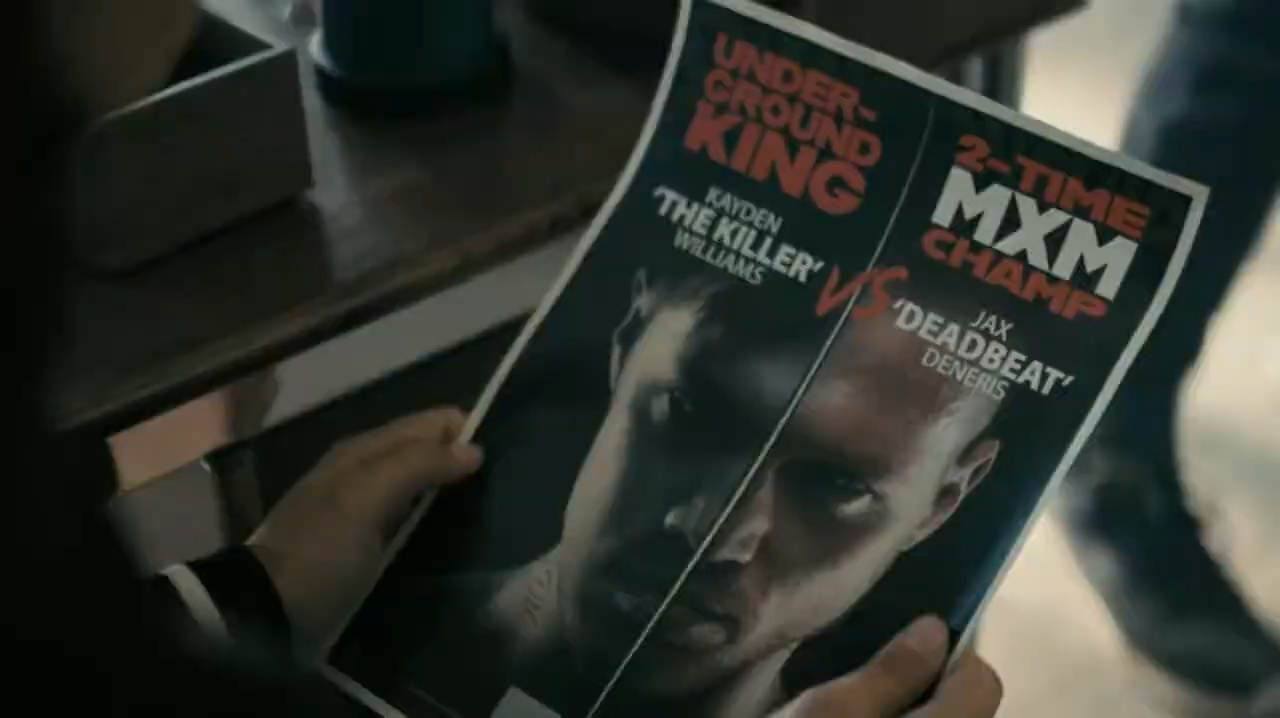 UNDER-
GROUND
KING
KAYDEN
'THE KILLER'
WILLIAMS
VS
2-TIME
MXM
CHAMP
JAX
'DEADBEAT'
DENERIS